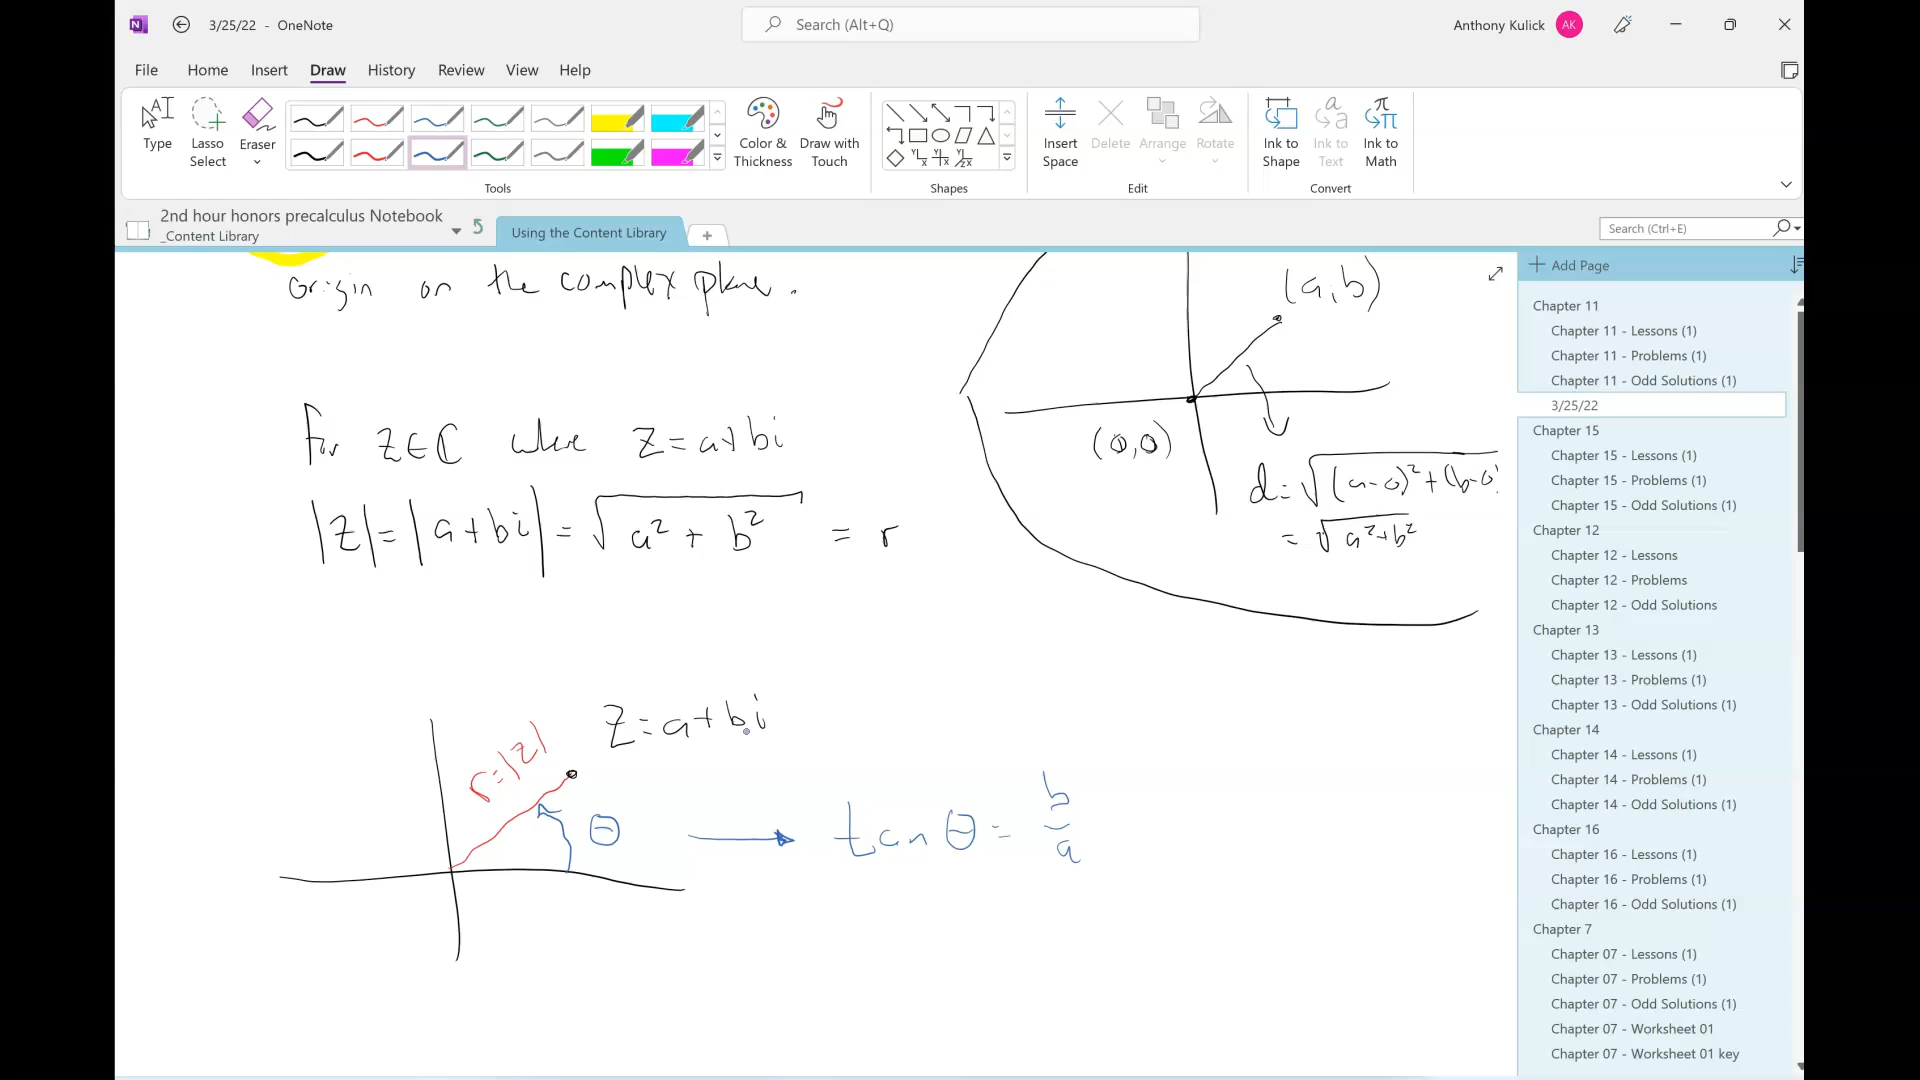 3/25/22 - OneNote
Search (Alt+Q)
Anthony Kulick
AK
File Home Insert Draw History Review View Help
Type
Lasso Select
Eraser
Color & Thickness
Draw with Touch
Insert Space
Delete
Arrange
Rotate
Ink to Shape
Ink to Text
Ink to Math
Tools
Shapes
Edit
Convert
2nd hour honors precalculus Notebook
_Content Library
Using the Content Library
Search (Ctrl+E)
origin on the complex plane.
For z∈ℂ where z=a+bi
|z|=|a+bi|=√(a²+b²) = r
(a,b)
(0,0)
d=√((a-0)²+(b-0)
=√(a²+b²)
z=a+bi
r=|z|
θ → tan θ = b/a
Add Page
Chapter 11
Chapter 11 - Lessons (1)
Chapter 11 - Problems (1)
Chapter 11 - Odd Solutions (1)
3/25/22
Chapter 15
Chapter 15 - Lessons (1)
Chapter 15 - Problems (1)
Chapter 15 - Odd Solutions (1)
Chapter 12
Chapter 12 - Lessons
Chapter 12 - Problems
Chapter 12 - Odd Solutions
Chapter 13
Chapter 13 - Lessons (1)
Chapter 13 - Problems (1)
Chapter 13 - Odd Solutions (1)
Chapter 14
Chapter 14 - Lessons (1)
Chapter 14 - Problems (1)
Chapter 14 - Odd Solutions (1)
Chapter 16
Chapter 16 - Lessons (1)
Chapter 16 - Problems (1)
Chapter 16 - Odd Solutions (1)
Chapter 7
Chapter 07 - Lessons (1)
Chapter 07 - Problems (1)
Chapter 07 - Odd Solutions (1)
Chapter 07 - Worksheet 01
Chapter 07 - Worksheet 01 key